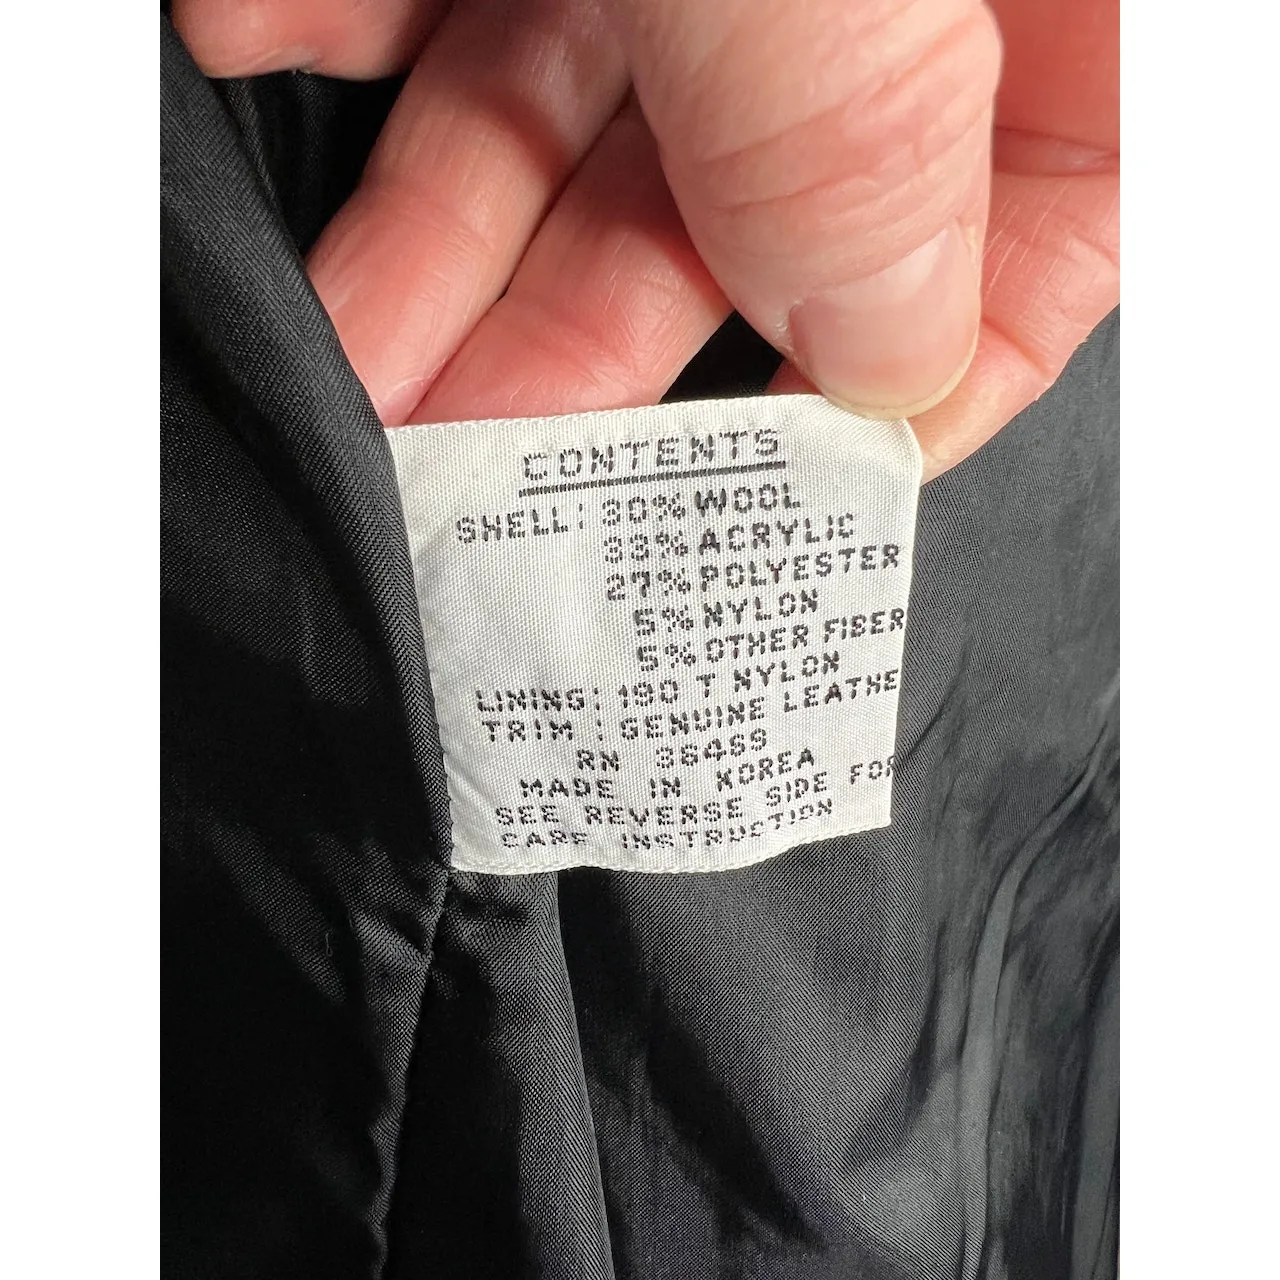 CONTENTS
SHELL: 30% WOOL
33% ACRYLIC
27% POLYESTER
5% NYLON
5% OTHER FIBER
LINING: 190 T NYLON
TRIM : GENUINE LEATHE
RN 36489
MADE IN KOREA
SEE REVERSE SIDE FOR
CARE INSTRUCTION